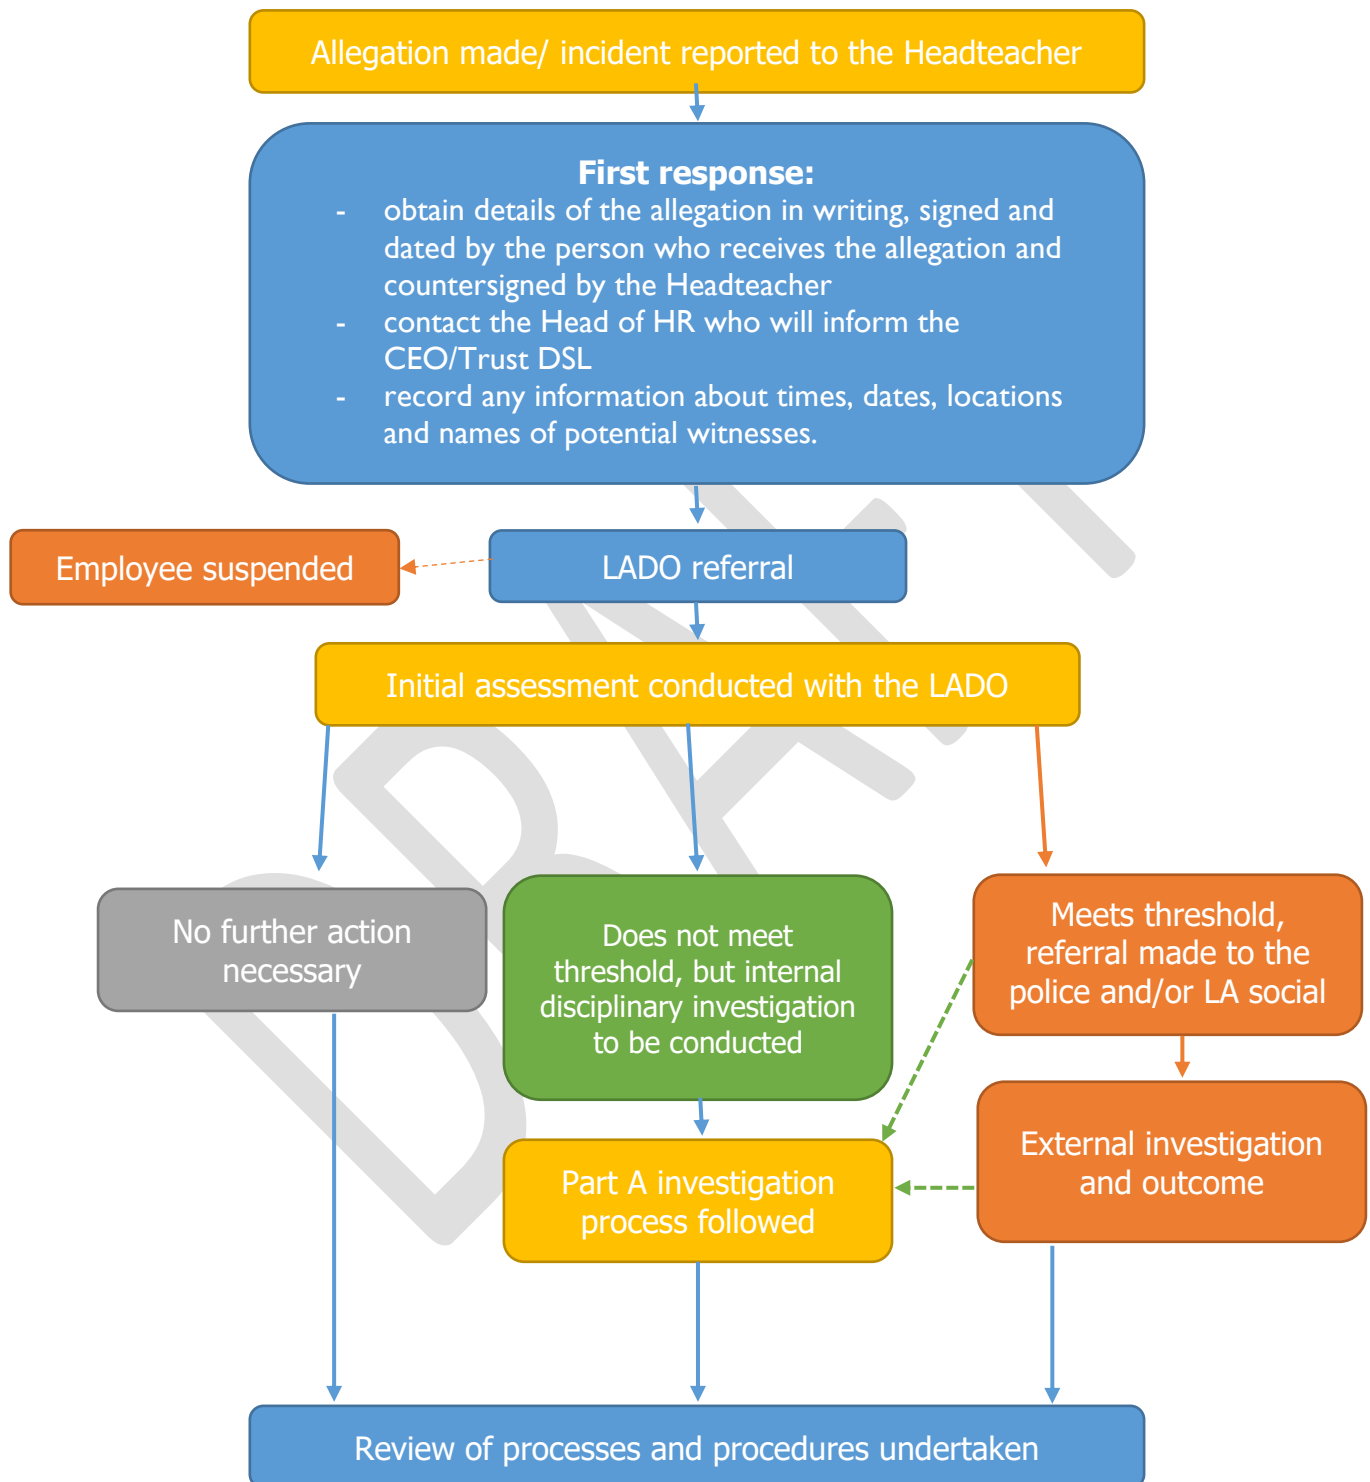 Allegation made/ incident reported to the Headteacher
First response:
- obtain details of the allegation in writing, signed and
dated by the person who receives the allegation and
countersigned by the Headteacher
- contact the Head of HR who will inform the
CEO/Trust DSL
- record any information about times, dates, locations
and names of potential witnesses.
Employee suspended
LADO referral
Initial assessment conducted with the LADO
No further action
necessary
Does not meet
threshold, but internal
disciplinary investigation
to be conducted
Meets threshold,
referral made to the
police and/or LA social
Part A investigation
process followed
External investigation
and outcome
Review of processes and procedures undertaken
DRAFT